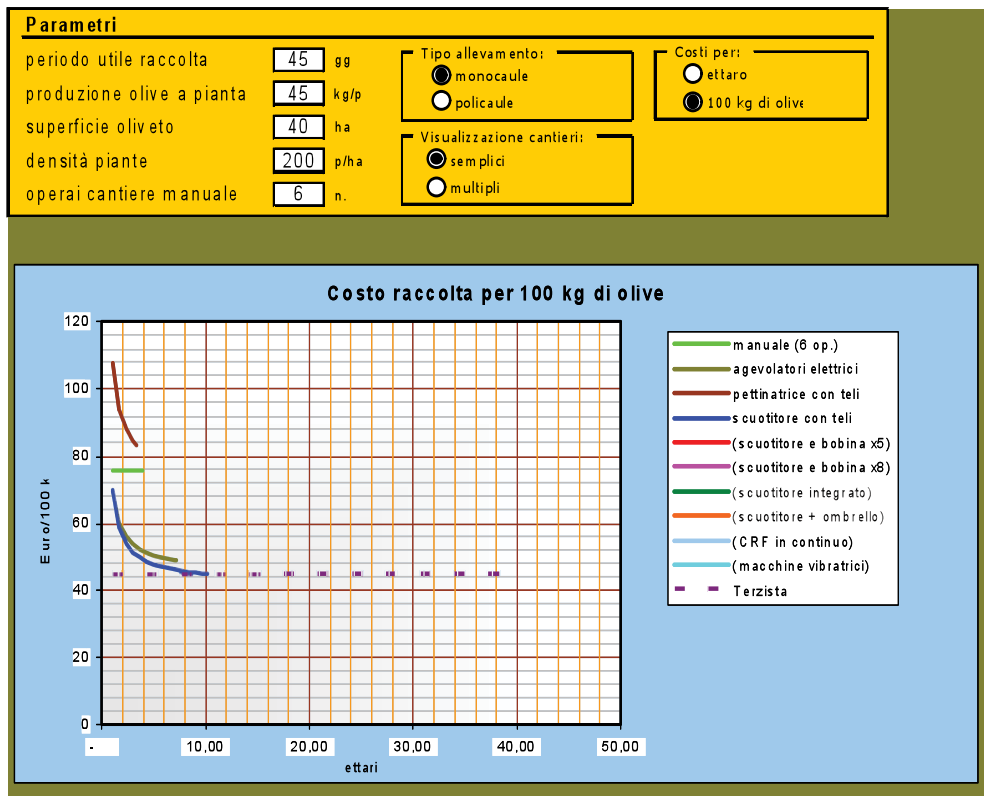 Parametri
periodo utile raccolta 45 gg
produzione olive a pianta 45 kg/p
superficie oliveto 40 ha
densità piante 200 p/ha
operai cantiere manuale 6 n.
Tipo allevamento:
monocaule
policaule
Visualizzazione cantieri:
semplici
multipli
Costi per:
ettaro
100 kg di olive
Costo raccolta per 100 kg di olive
120
100
80
60
40
20
0
Euro/100 k
- 10,00 20,00 30,00 40,00 50,00
ettari
manuale (6 op.)
agevolatori elettrici
pettinatrice con teli
scuotitore con teli
(scuotitore e bobina x5)
(scuotitore e bobina x8)
(scuotitore integrato)
(scuotitore + ombrello)
(CRF in continuo)
(macchine vibratrici)
Terzista